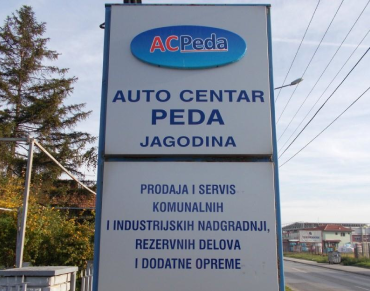 ACPeda
AUTO CENTAR
PEDA
JAGODINA
PRODAJA I SERVIS
KOMUNALNIH
I INDUSTRIJSKIH NADGRADNJI,
REZERVNIH DELOVA
I DODATNE OPREME